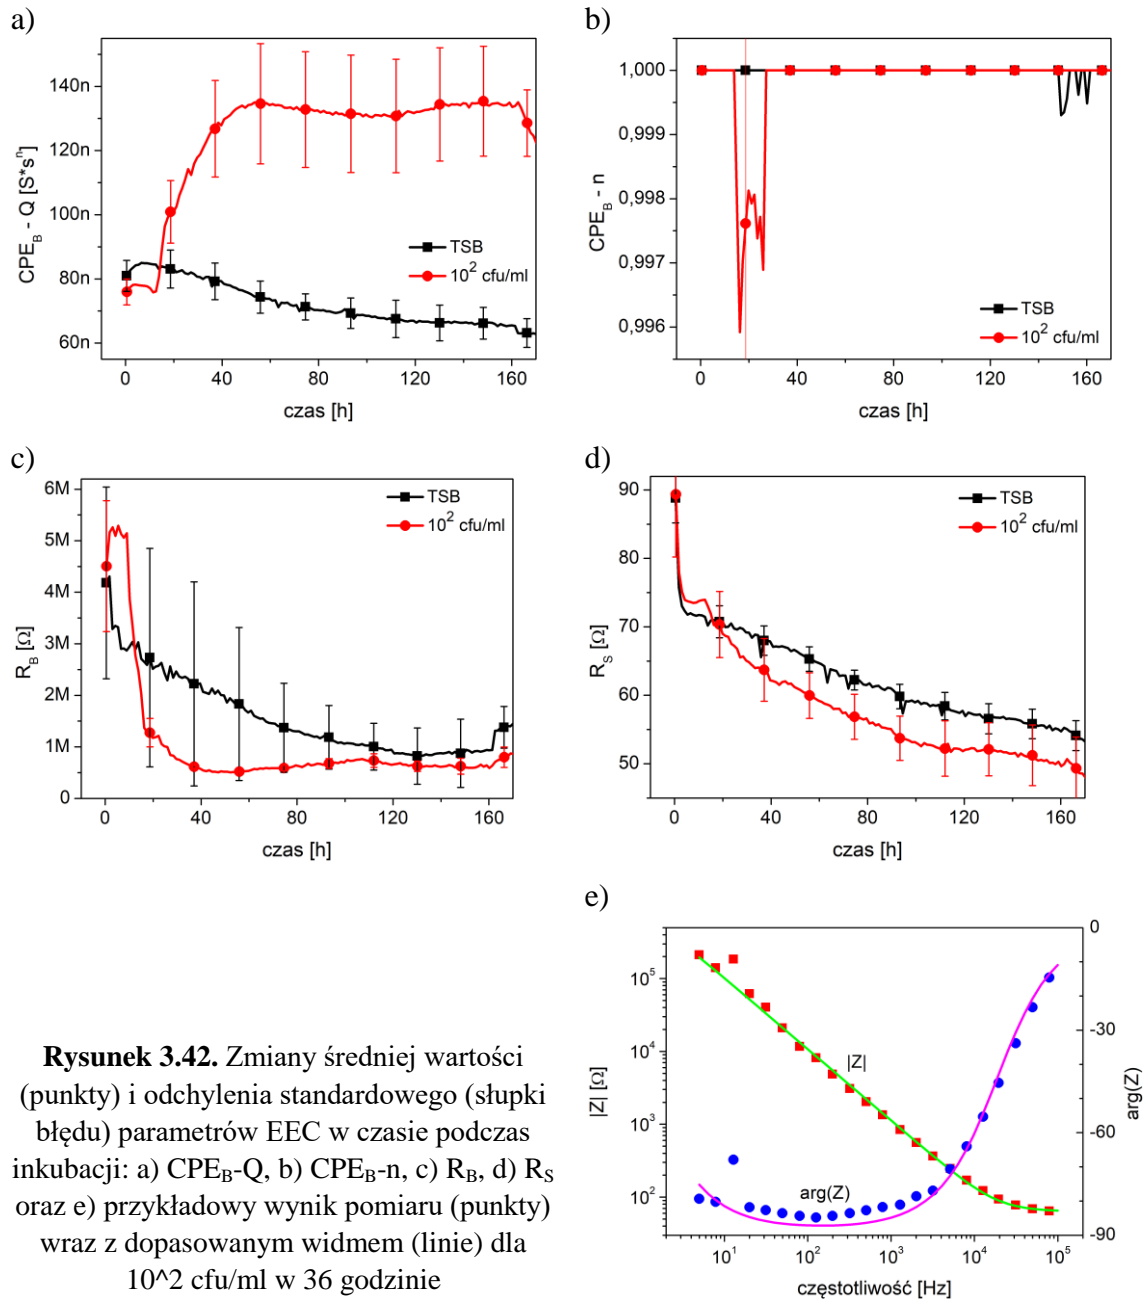 a)
140n
120n
100n
80n
60n
CPE_B - Q [S*s^n]
TSB
10^2 cfu/ml
0
40
80
120
160
czas [h]
b)
1,000
0,999
0,998
0,997
0,996
CPE_B - n
TSB
10^2 cfu/ml
0
40
80
120
160
czas [h]
c)
6M
5M
4M
3M
2M
1M
0
R_B [Ω]
TSB
10^2 cfu/ml
0
40
80
120
160
czas [h]
d)
90
80
70
60
50
R_S [Ω]
TSB
10^2 cfu/ml
0
40
80
120
160
czas [h]
e)
10^5
10^4
10^3
10^2
|Z| [Ω]
|Z|
arg(Z)
0
-30
-60
-90
arg(Z)
10^1
10^2
10^3
10^4
10^5
częstotliwość [Hz]
Rysunek 3.42. Zmiany średniej wartości
(punkty) i odchylenia standardowego (słupki
błędu) parametrów EEC w czasie podczas
inkubacji: a) CPE_B-Q, b) CPE_B-n, c) R_B, d) R_S
oraz e) przykładowy wynik pomiaru (punkty)
wraz z dopasowanym widmem (linie) dla
10^2 cfu/ml w 36 godzinie